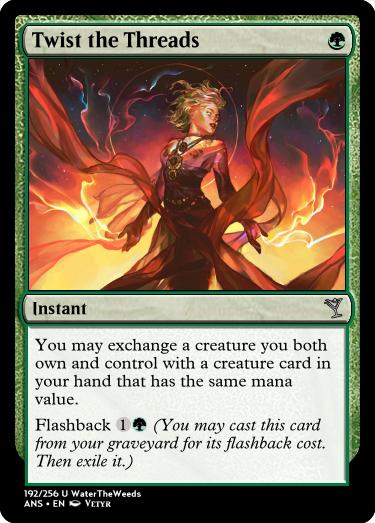 Twist the Threads
Instant
You may exchange a creature you both
own and control with a creature card in
your hand that has the same mana
value.
Flashback 1 (You may cast this card
from your graveyard for its flashback cost.
Then exile it.)
192/256 U WaterTheWeeds
ANS • EN Vetyr